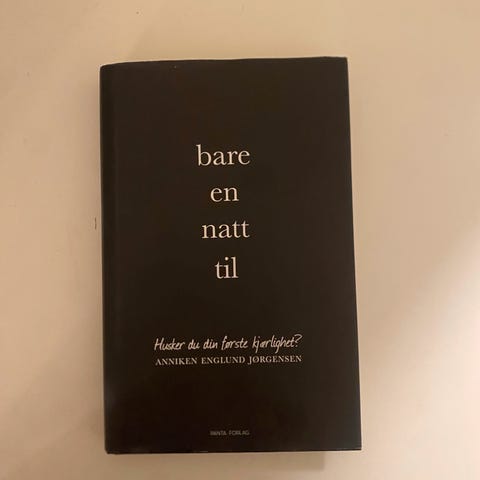 bare
en
natt
til
Husker du din første kjærlighet?
ANNIKEN ENGLUND JØRGENSEN
PANTA FORLAG